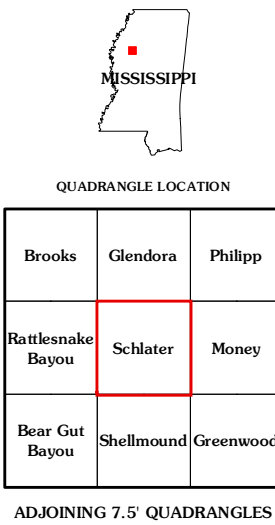 MISSISSIPPI
QUADRANGLE LOCATION
Brooks
Glendora
Philipp
Rattlesnake
Bayou
Schlater
Money
Bear Gut
Bayou
Shellmound
Greenwood
ADJOINING 7.5' QUADRANGLES